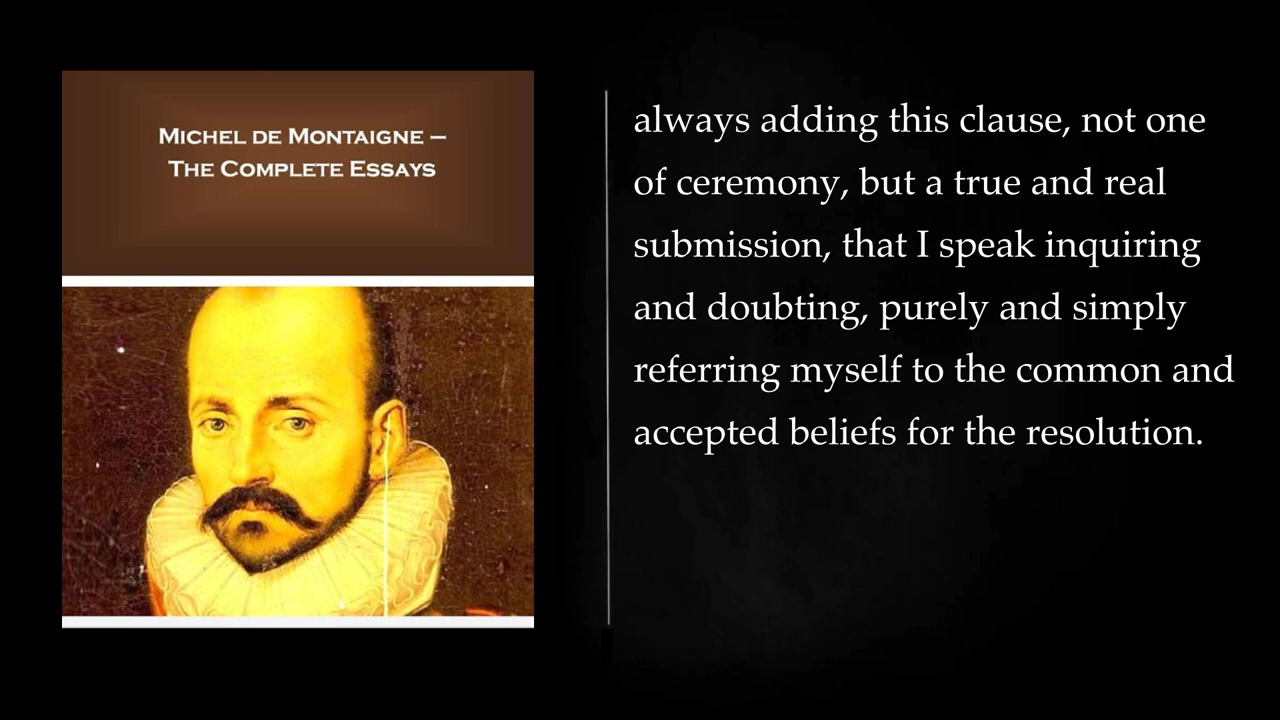 MICHEL DE MONTAIGNE –
THE COMPLETE ESSAYS
always adding this clause, not one
of ceremony, but a true and real
submission, that I speak inquiring
and doubting, purely and simply
referring myself to the common and
accepted beliefs for the resolution.